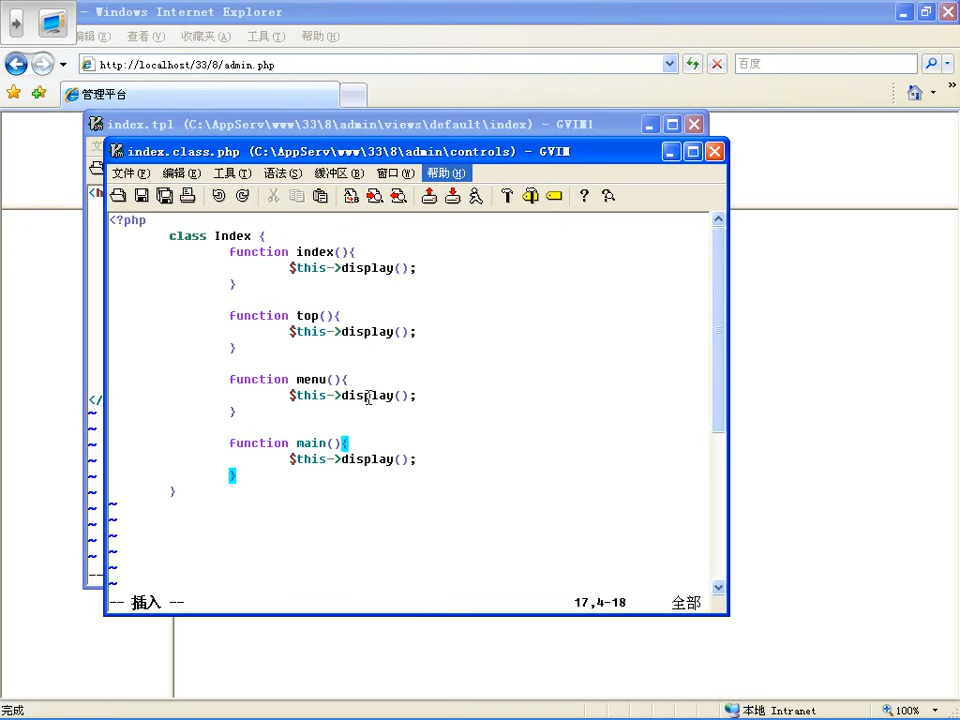 - Windows Internet Explorer
编辑(E) 查看(V) 收藏夹(A) 工具(T) 帮助(H)
http://localhost/33/8/admin.php
百度
管理平台
index.tpl (C:\AppServ\www\33\8\admin\views\default\index) - GVIM1
index.class.php (C:\AppServ\www\33\8\admin\controls) - GVIM
文件(F) 编辑(E) 工具(T) 语法(S) 缓冲区(B) 窗口(W) 帮助(H)
<?php
class Index {
function index(){
$this->display();
}
function top(){
$this->display();
}
function menu(){
$this->display();
}
function main(){
$this->display();
}
}
~
~
~
~
~
~
-- 插入 --
17,4-18
全部
完成
本地 Intranet
100%